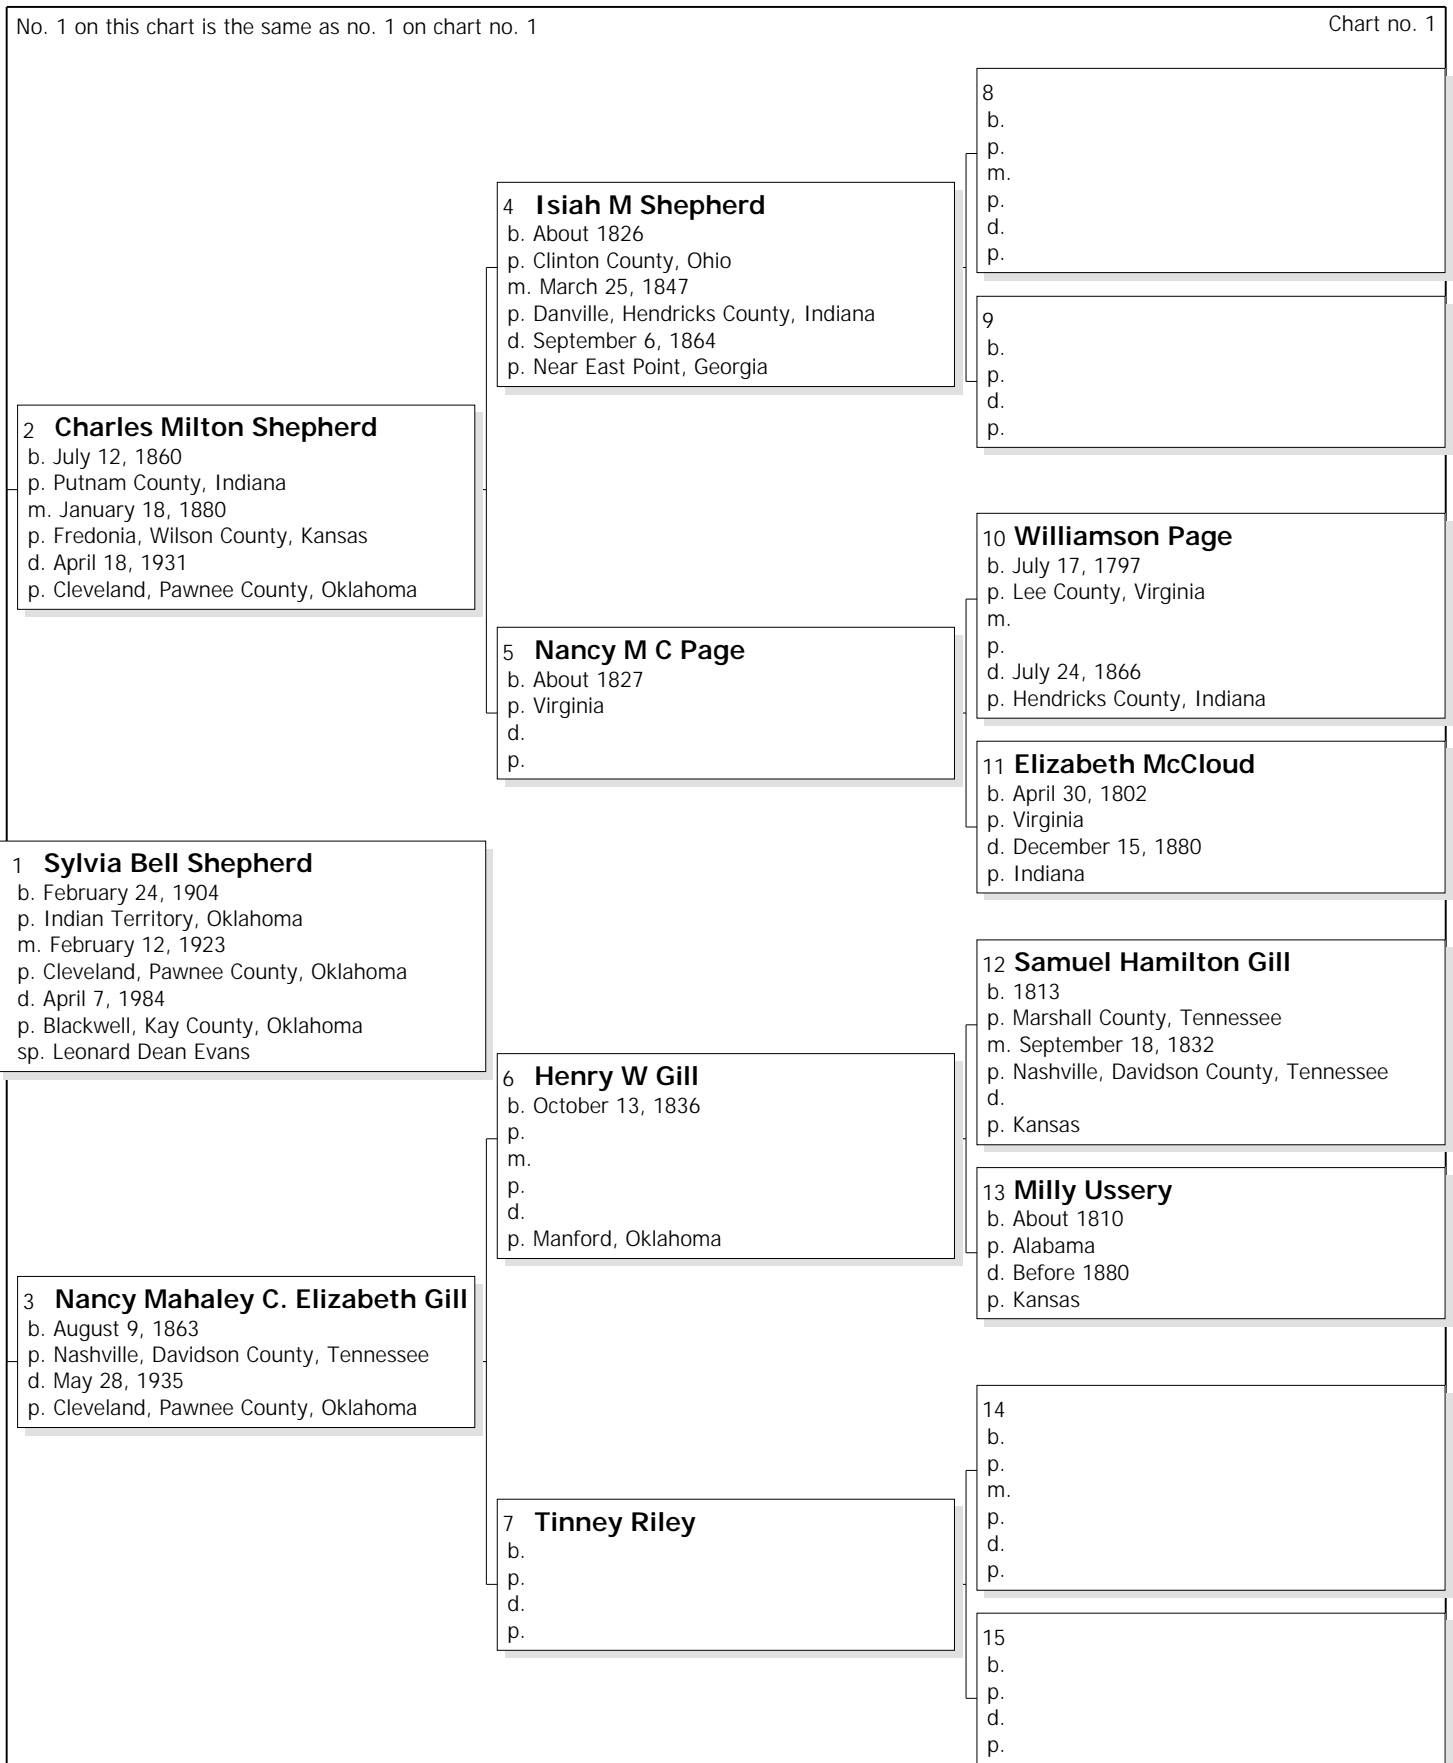 No. 1 on this chart is the same as no. 1 on chart no. 1
Chart no. 1
8
b.
p.
m.
p.
d.
p.
4 Isiah M Shepherd
b. About 1826
p. Clinton County, Ohio
m. March 25, 1847
p. Danville, Hendricks County, Indiana
d. September 6, 1864
p. Near East Point, Georgia
9
b.
p.
d.
p.
2 Charles Milton Shepherd
b. July 12, 1860
p. Putnam County, Indiana
m. January 18, 1880
p. Fredonia, Wilson County, Kansas
d. April 18, 1931
p. Cleveland, Pawnee County, Oklahoma
10 Williamson Page
b. July 17, 1797
p. Lee County, Virginia
m.
p.
d. July 24, 1866
p. Hendricks County, Indiana
5 Nancy M C Page
b. About 1827
p. Virginia
d.
p.
11 Elizabeth McCloud
b. April 30, 1802
p. Virginia
d. December 15, 1880
p. Indiana
1 Sylvia Bell Shepherd
b. February 24, 1904
p. Indian Territory, Oklahoma
m. February 12, 1923
p. Cleveland, Pawnee County, Oklahoma
d. April 7, 1984
p. Blackwell, Kay County, Oklahoma
sp. Leonard Dean Evans
12 Samuel Hamilton Gill
b. 1813
p. Marshall County, Tennessee
m. September 18, 1832
p. Nashville, Davidson County, Tennessee
d.
p. Kansas
6 Henry W Gill
b. October 13, 1836
p.
m.
p.
d.
p. Manford, Oklahoma
13 Milly Ussery
b. About 1810
p. Alabama
d. Before 1880
p. Kansas
3 Nancy Mahaley C. Elizabeth Gill
b. August 9, 1863
p. Nashville, Davidson County, Tennessee
d. May 28, 1935
p. Cleveland, Pawnee County, Oklahoma
14
b.
p.
m.
p.
d.
p.
7 Tinney Riley
b.
p.
d.
p.
15
b.
p.
d.
p.